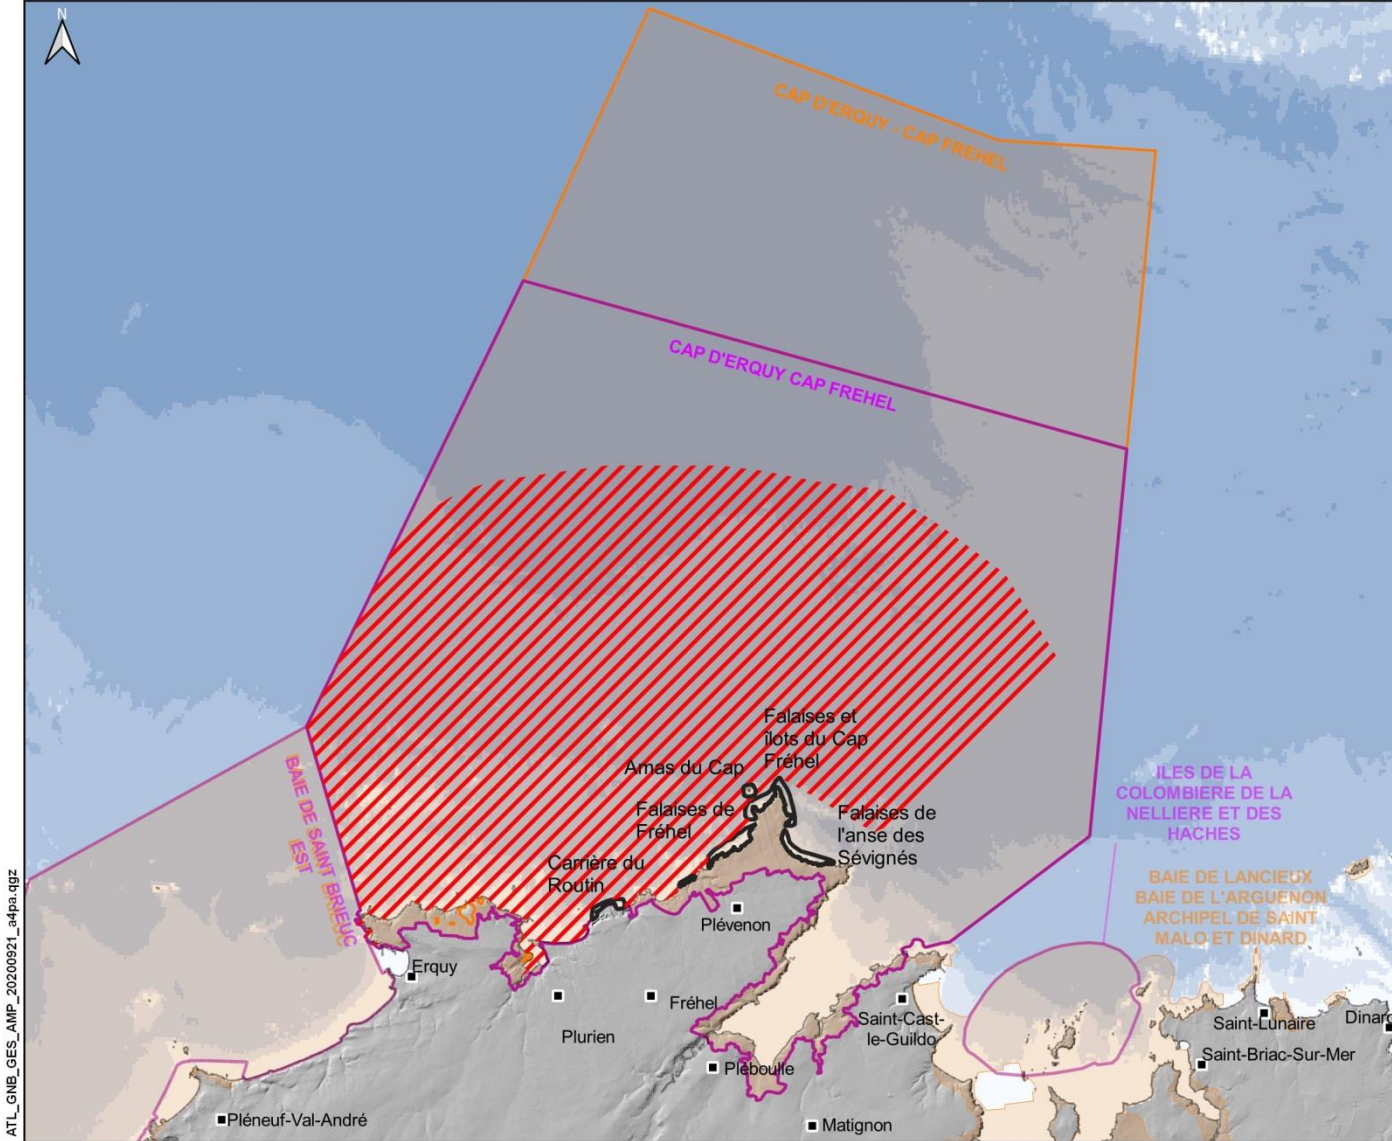 N
CAP D'ERQUY - CAP FREHEL
CAP D'ERQUY CAP FREHEL
BAIE DE SAINT BRIEUC
EST
Falaises et
îlots du Cap
Fréhel
Amas du Cap
Falaises de
Fréhel
Falaises de
l'anse des
Sévignés
Carrière du
Routin
ILES DE LA
COLOMBIERE DE LA
NELLIERE ET DES
HACHES
BAIE DE LANCIEUX
BAIE DE L'ARGUENON
ARCHIPEL DE SAINT
MALO ET DINARD
Plévenon
Erquy
Fréhel
Plurien
Saint-Cast-
le-Guildo
Saint-Lunaire
Dinard
Saint-Briac-Sur-Mer
Pléboulle
Pléneuf-Val-André
Matignon
ATL_GNB_GES_AMP_20200921_a4pa.qgz